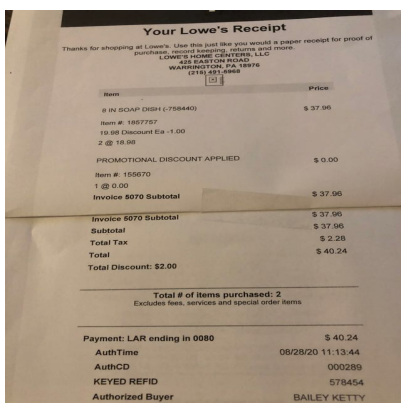 Your Lowe's Receipt
Thanks for shopping at Lowe's. Use this just like you would a paper receipt for proof of
purchase, record keeping, returns and more.
LOWE'S HOME CENTERS, LLC
425 EASTON ROAD
WARRINGTON, PA 18976
(215) 491-6968
Item Price
8 IN SOAP DISH (-758440) $ 37.96
Item #: 1857757
19.98 Discount Ea -1.00
2 @ 18.98
PROMOTIONAL DISCOUNT APPLIED $ 0.00
Item #: 155670
1 @ 0.00
Invoice 5070 Subtotal $ 37.96
Invoice 5070 Subtotal $ 37.96
Subtotal $ 37.96
Total Tax $ 2.28
Total $ 40.24
Total Discount: $2.00
Total # of items purchased: 2
Excludes fees, services and special order items
Payment: LAR ending in 0080 $ 40.24
AuthTime 08/28/20 11:13:44
AuthCD 000289
KEYED REFID 578454
Authorized Buyer BAILEY KETTY